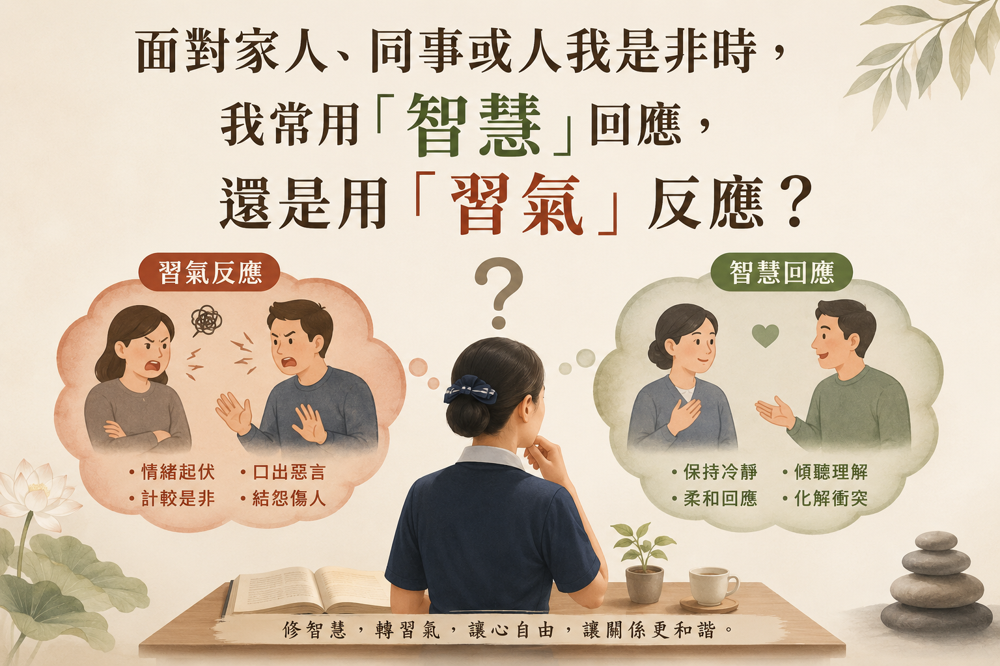 面對家人、同事或人我是非時，
我常用「智慧」回應，
還是用「習氣」反應？
習氣反應
• 情緒起伏
• 口出惡言
• 計較是非
• 結怨傷人
?
智慧回應
• 保持冷靜
• 傾聽理解
• 柔和回應
• 化解衝突
修智慧，轉習氣，讓心自由，讓關係更和諧。